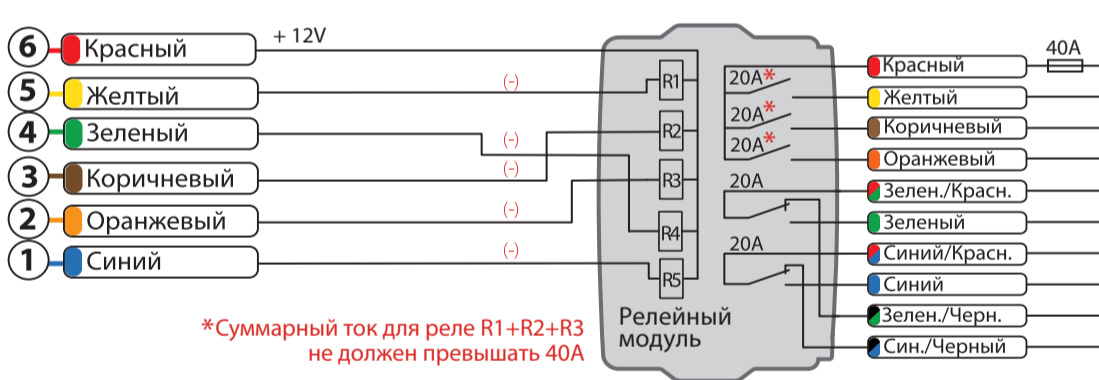 6 Красный + 12V
5 Желтый (-)
4 Зеленый (-)
3 Коричневый (-)
2 Оранжевый (-)
1 Синий (-)
R1
R2
R3
R4
R5
20A*
20A*
20A*
20A
20A
Релейный
модуль
Красный 40A
Желтый
Коричневый
Оранжевый
Зелен./Красн.
Зеленый
Синий/Красн.
Синий
Зелен./Черн.
Син./Черный
*Суммарный ток для реле R1+R2+R3
не должен превышать 40А